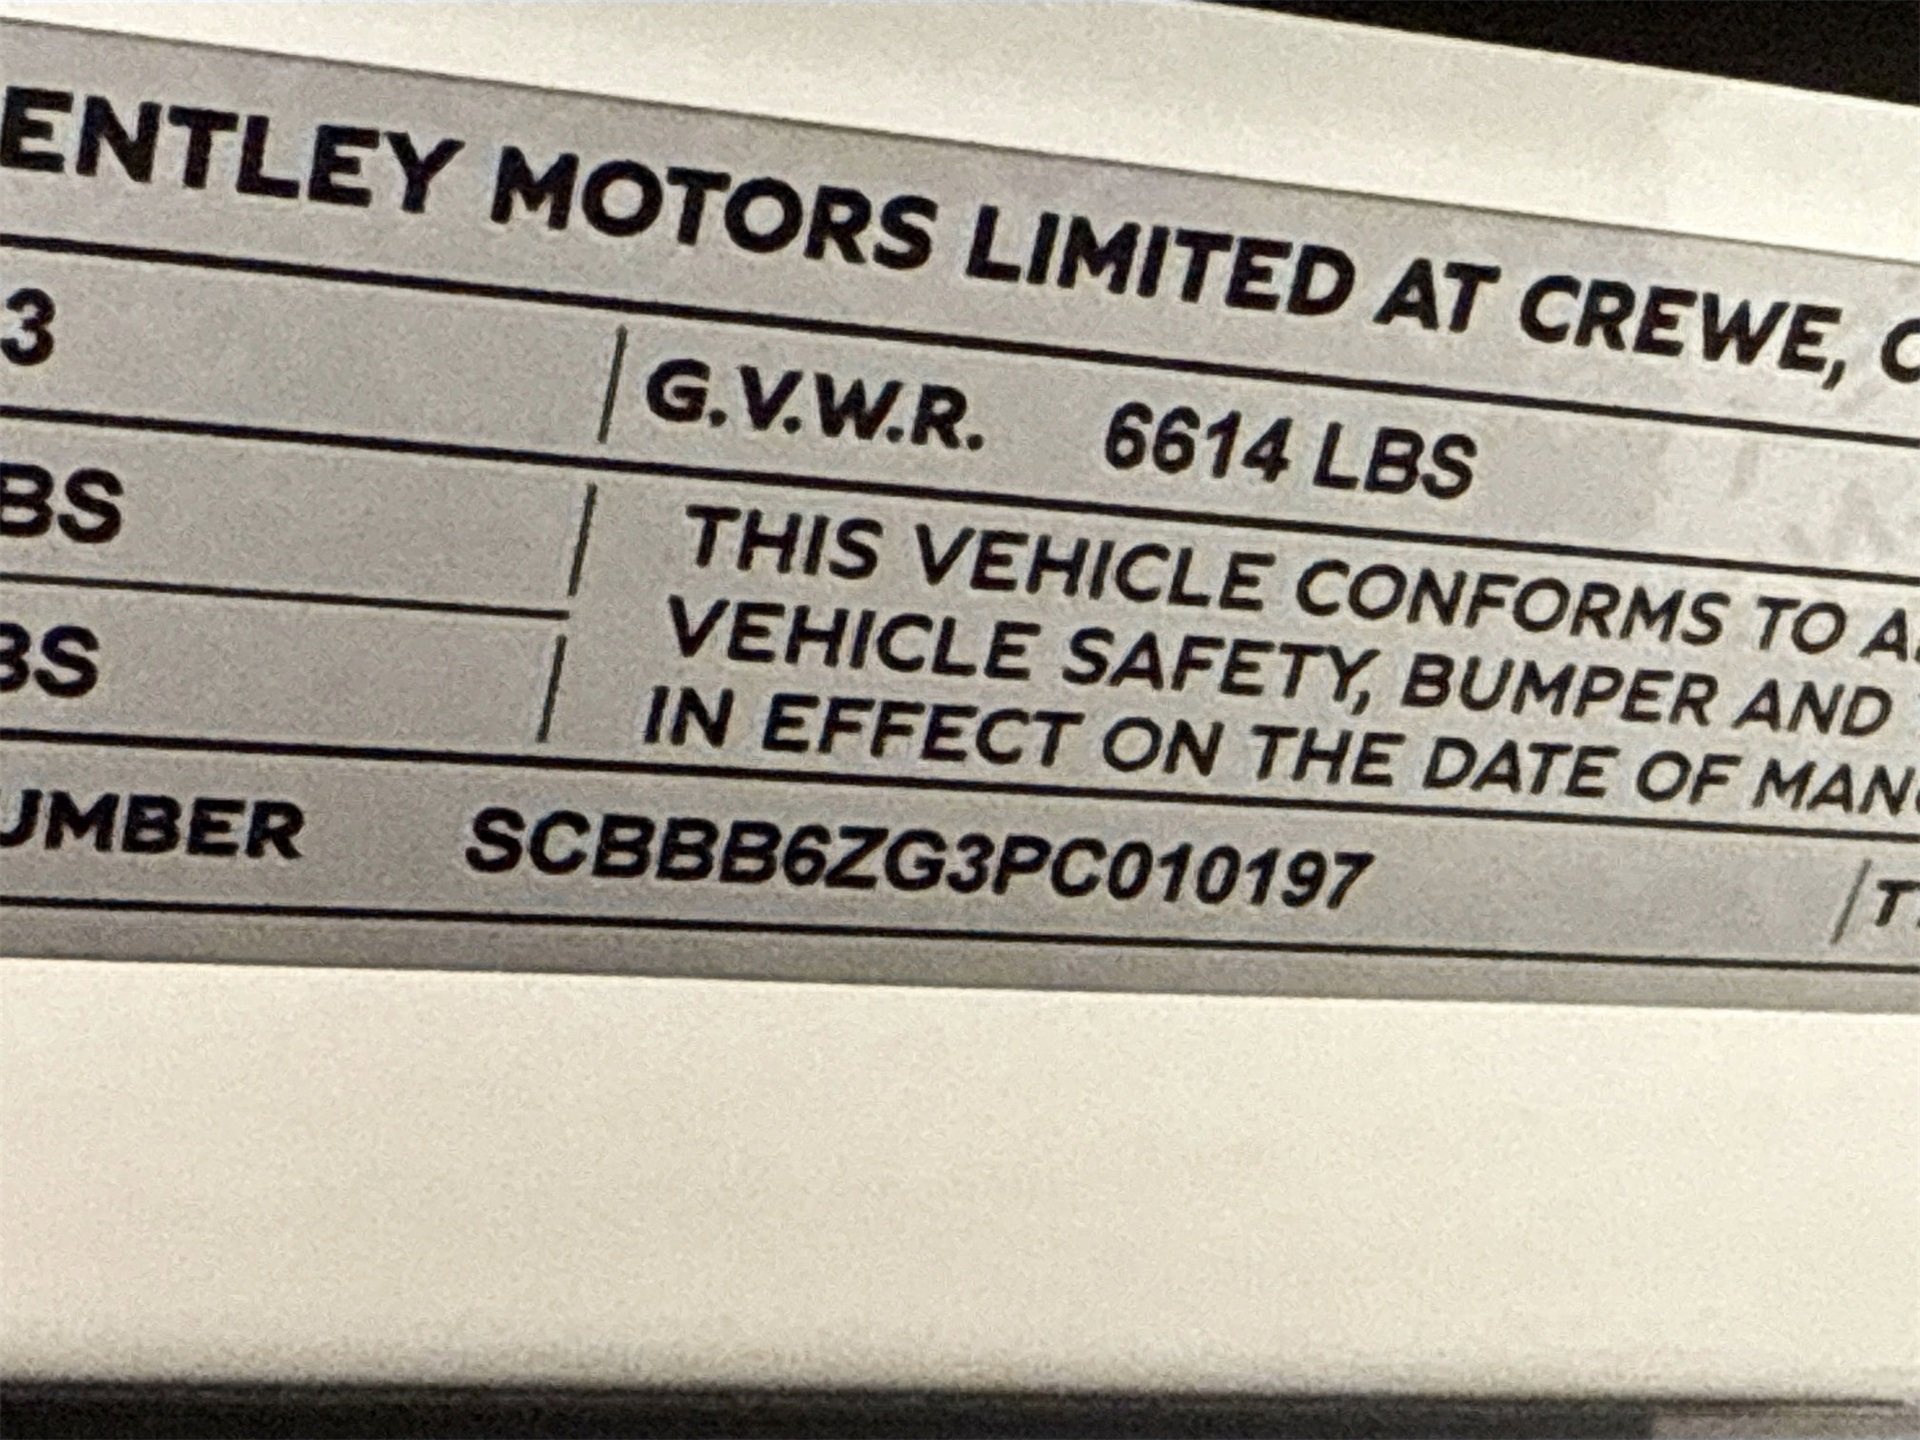 ENTLEY MOTORS LIMITED AT CREWE, C
3 G.V.W.R. 6614 LBS
BS THIS VEHICLE CONFORMS TO A
VEHICLE SAFETY, BUMPER AND
BS IN EFFECT ON THE DATE OF MAN
UMBER SCBBB6ZG3PC010197 T